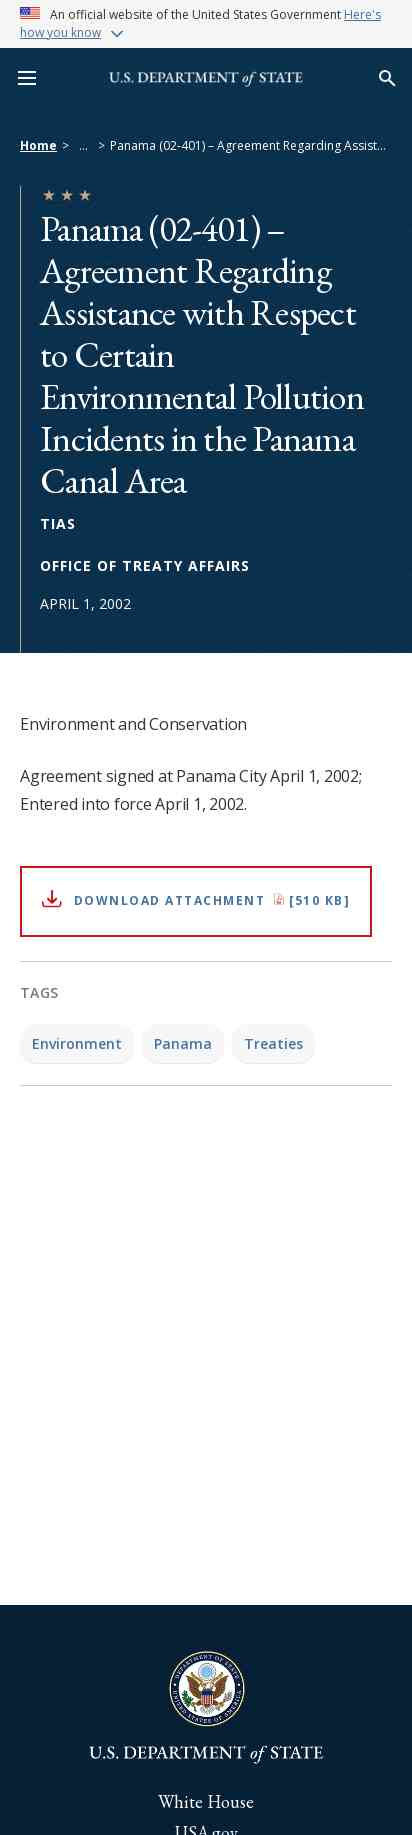 An official website of the United States Government Here's
how you know
U.S. DEPARTMENT of STATE
Home > ... > Panama (02-401) – Agreement Regarding Assist...
Panama (02-401) –
Agreement Regarding
Assistance with Respect
to Certain
Environmental Pollution
Incidents in the Panama
Canal Area
TIAS
OFFICE OF TREATY AFFAIRS
APRIL 1, 2002
Environment and Conservation
Agreement signed at Panama City April 1, 2002;
Entered into force April 1, 2002.
DOWNLOAD ATTACHMENT [510 KB]
TAGS
Environment Panama Treaties
DEPARTMENT OF STATE
UNITED STATES OF AMERICA
U.S. DEPARTMENT of STATE
White House
USA.gov